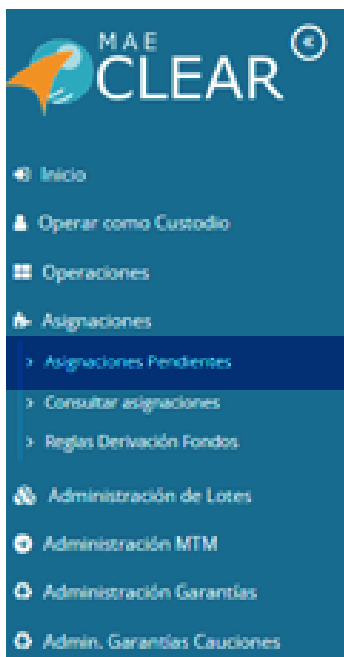 MAE
CLEAR
Inicio
Operar como Custodio
Operaciones
Asignaciones
> Asignaciones Pendientes
> Consultar asignaciones
> Reglas Derivación Fondos
Administración de Lotes
Administración MTM
Administración Garantías
Admin. Garantías Cauciones